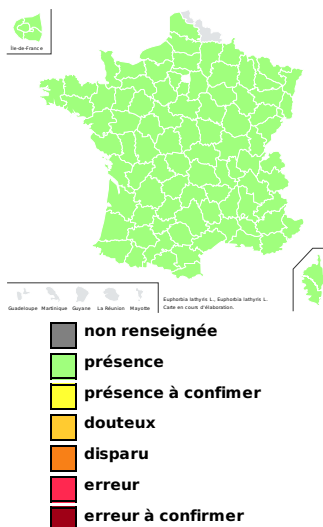 Île-de-France
Guadeloupe Martinique Guyane La Réunion Mayotte
Euphorbia lathyris L., Euphorbia lathyris L.
Carte en cours d'élaboration.
non renseignée
présence
présence à confimer
douteux
disparu
erreur
erreur à confirmer